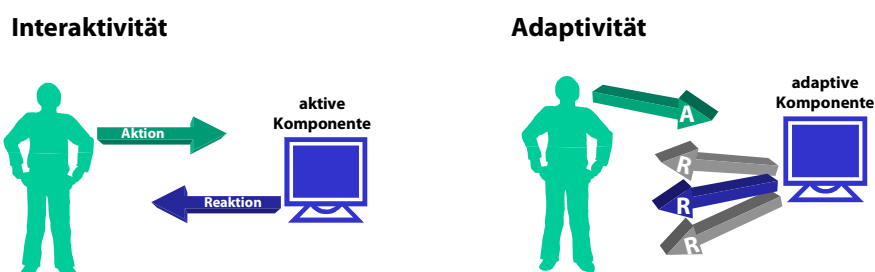 Interaktivität
aktive
Komponente
Aktion
Reaktion
Adaptivität
adaptive
Komponente
A
R
R
R